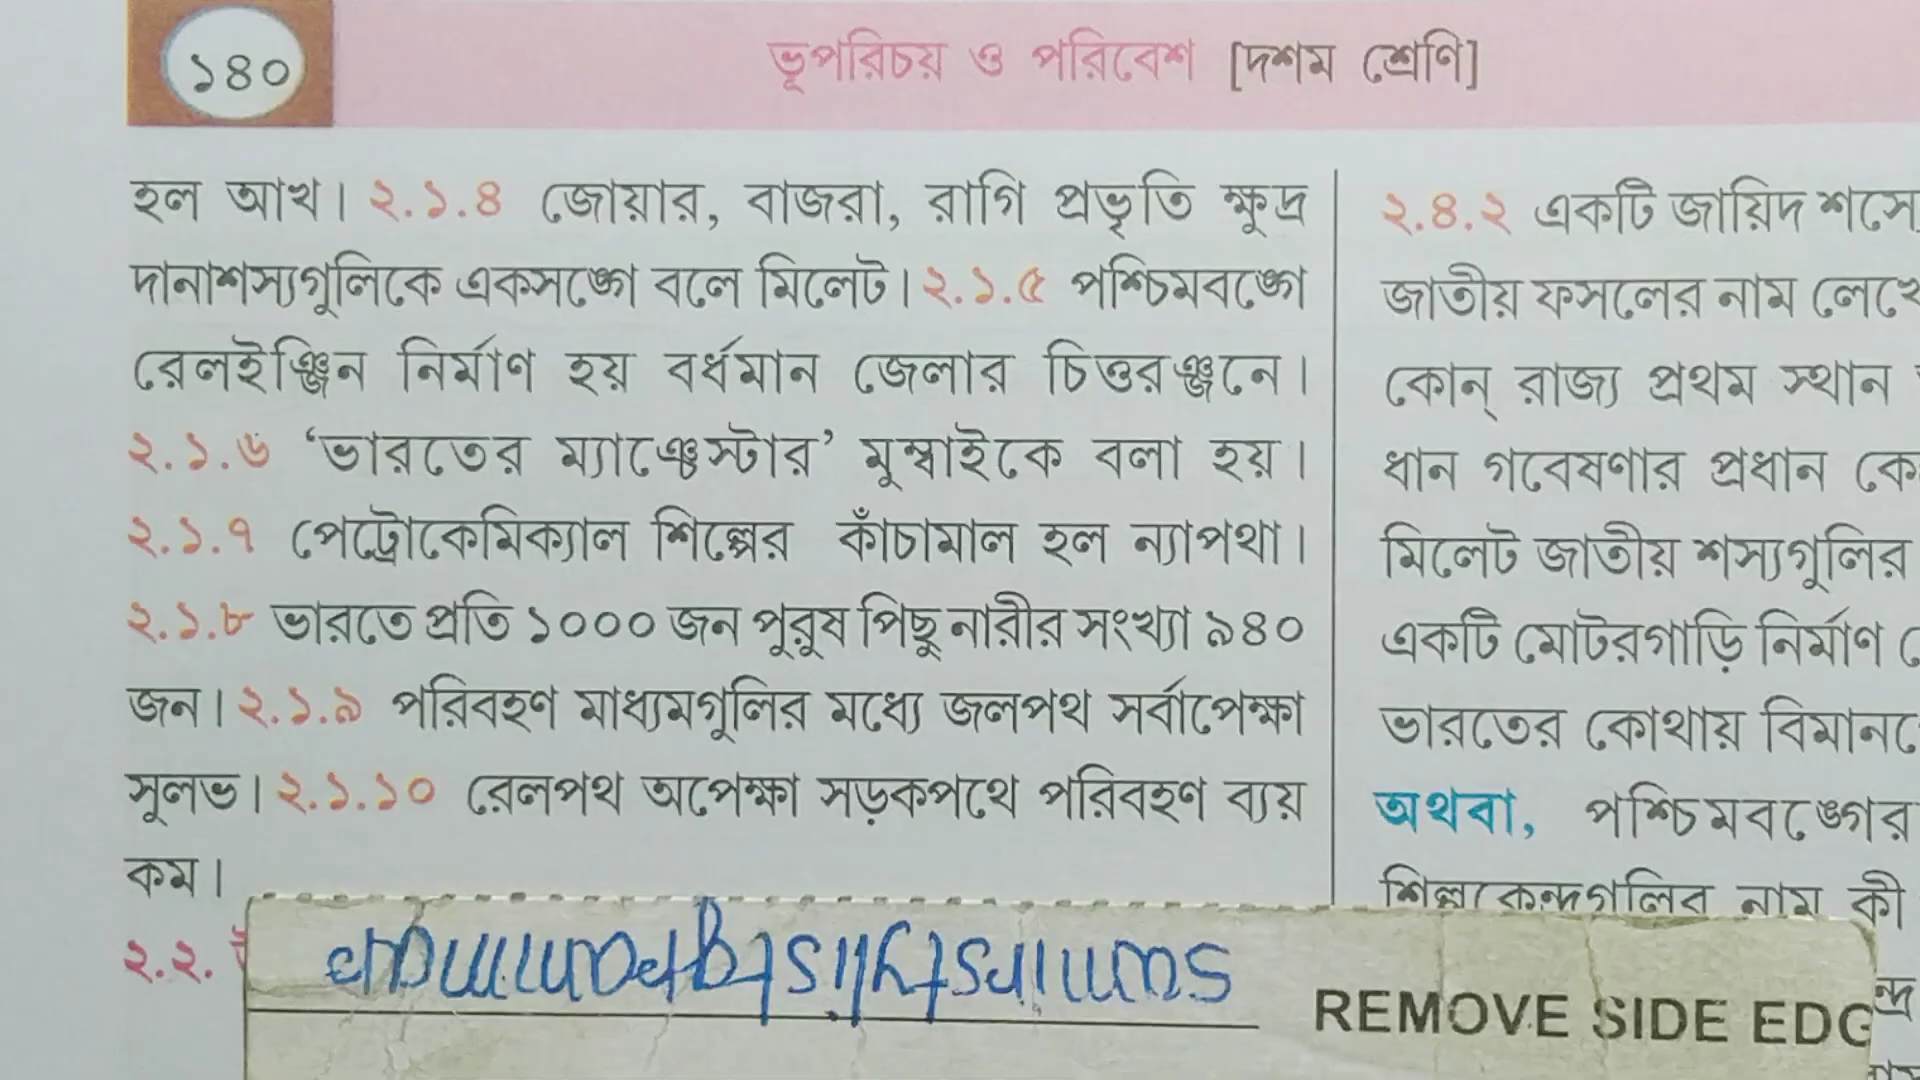 ১৪০
ভূপরিচয় ও পরিবেশ [দশম শ্রেণি]
হল আখ। ২.১.৪ জোয়ার, বাজরা, রাগি প্রভৃতি ক্ষুদ্র
দানাশস্যগুলিকে একসঙ্গে বলে মিলেট। ২.১.৫ পশ্চিমবঙ্গে
রেলইঞ্জিন নির্মাণ হয় বর্ধমান জেলার চিত্তরঞ্জনে।
২.১.৬ ‘ভারতের ম্যাঞ্চেস্টার’ মুম্বাইকে বলা হয়।
২.১.৭ পেট্রোকেমিক্যাল শিল্পের কাঁচামাল হল ন্যাপথা।
২.১.৮ ভারতে প্রতি ১০০০ জন পুরুষ পিছু নারীর সংখ্যা ৯৪০
জন। ২.১.৯ পরিবহণ মাধ্যমগুলির মধ্যে জলপথ সর্বাপেক্ষা
সুলভ। ২.১.১০ রেলপথ অপেক্ষা সড়কপথে পরিবহণ ব্যয়
কম।
২.২.
২.৪.২ একটি জায়িদ
জাতীয় ফসলের নাম
কোন্ রাজ্য প্রথম স্থান
ধান গবেষণার প্রধান
মিলেট জাতীয় শস্যগুলির
একটি মোটরগাড়ি নির্মাণ
ভারতের কোথায়
অথবা, পশ্চিমবঙ্গের
শিল্পকেন্দ্রগুলির নাম কী
REMOVE SIDE